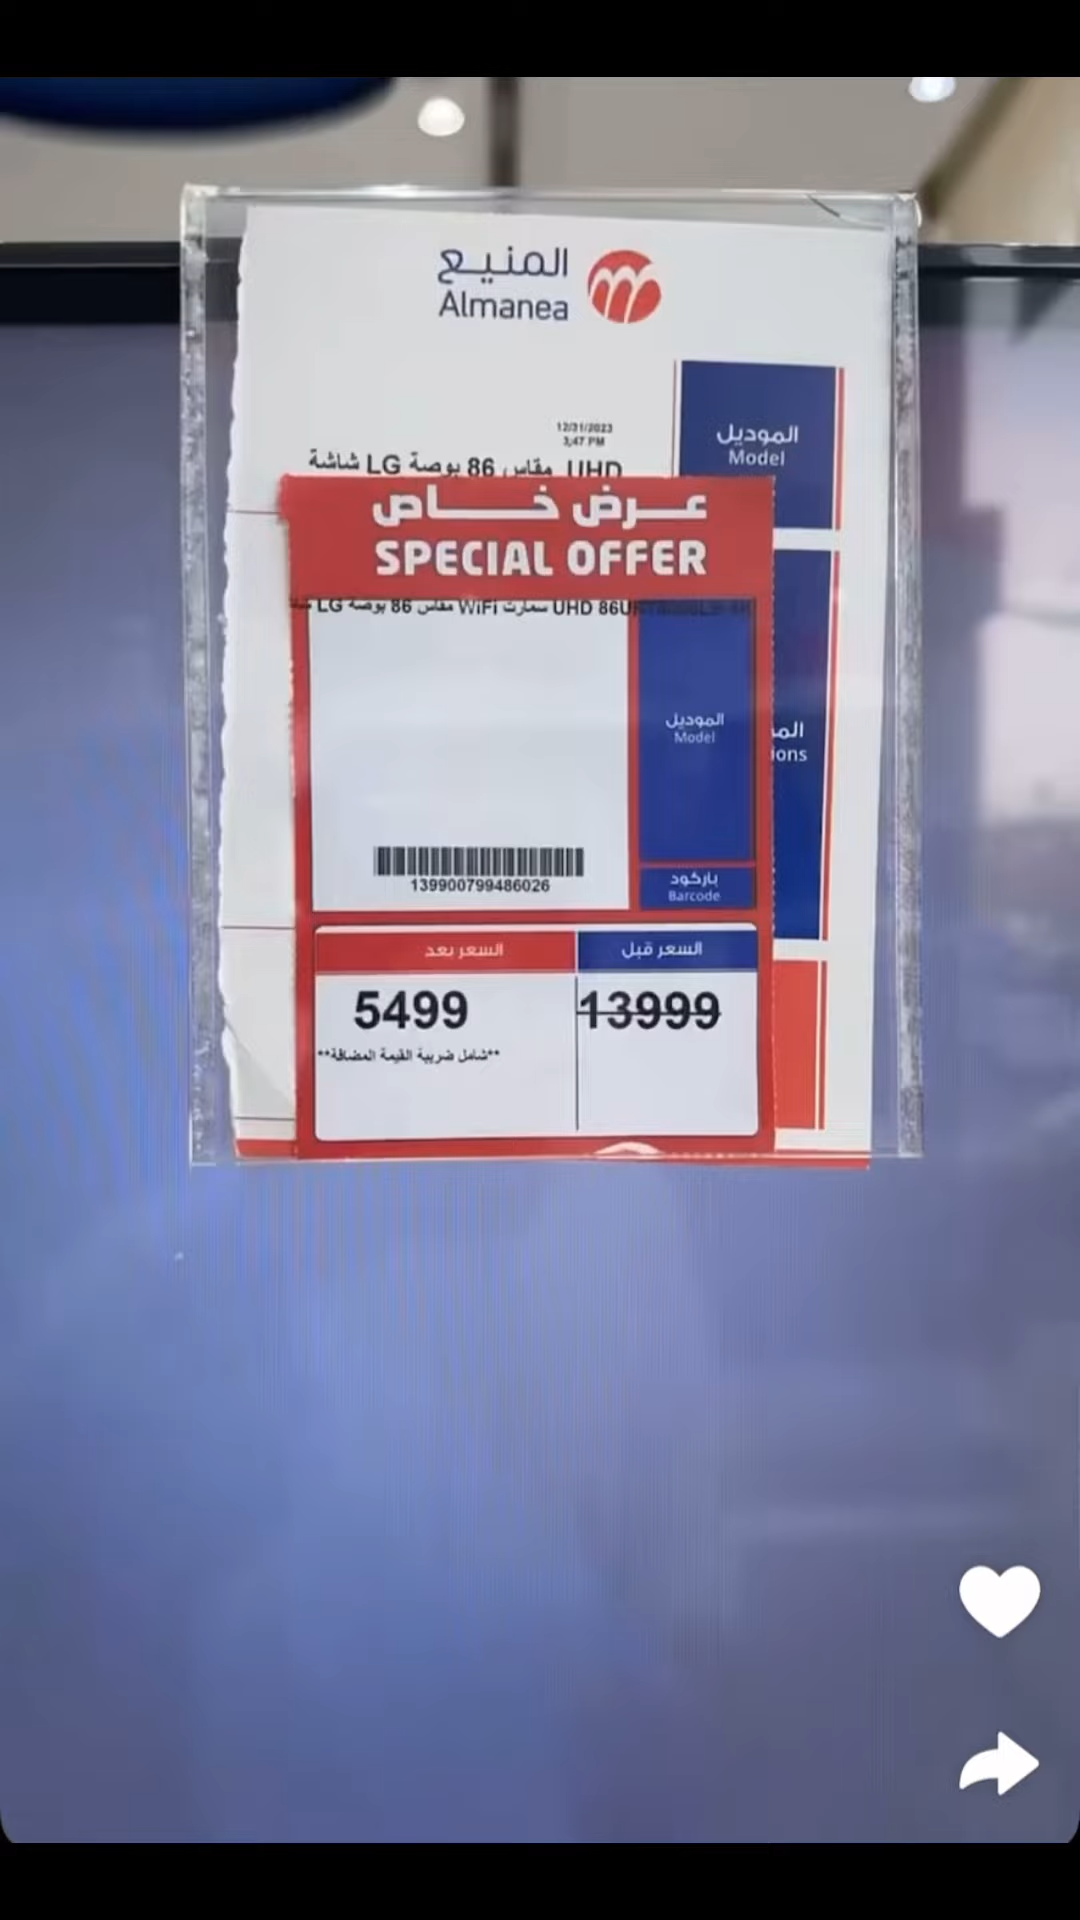 المنيع
Almanea
12/31/2023
3:47 PM
الموديل
Model
شاشة LG مقاس 86 بوصة UHD
عرض خاص
SPECIAL OFFER
LG مقاس 86 بوصة WiFi سمارت UHD
الموديل
Model
ions
139900799486026
باركود
Barcode
السعر قبل
السعر بعد
13999
5499
**شامل ضريبة القيمة المضافة**